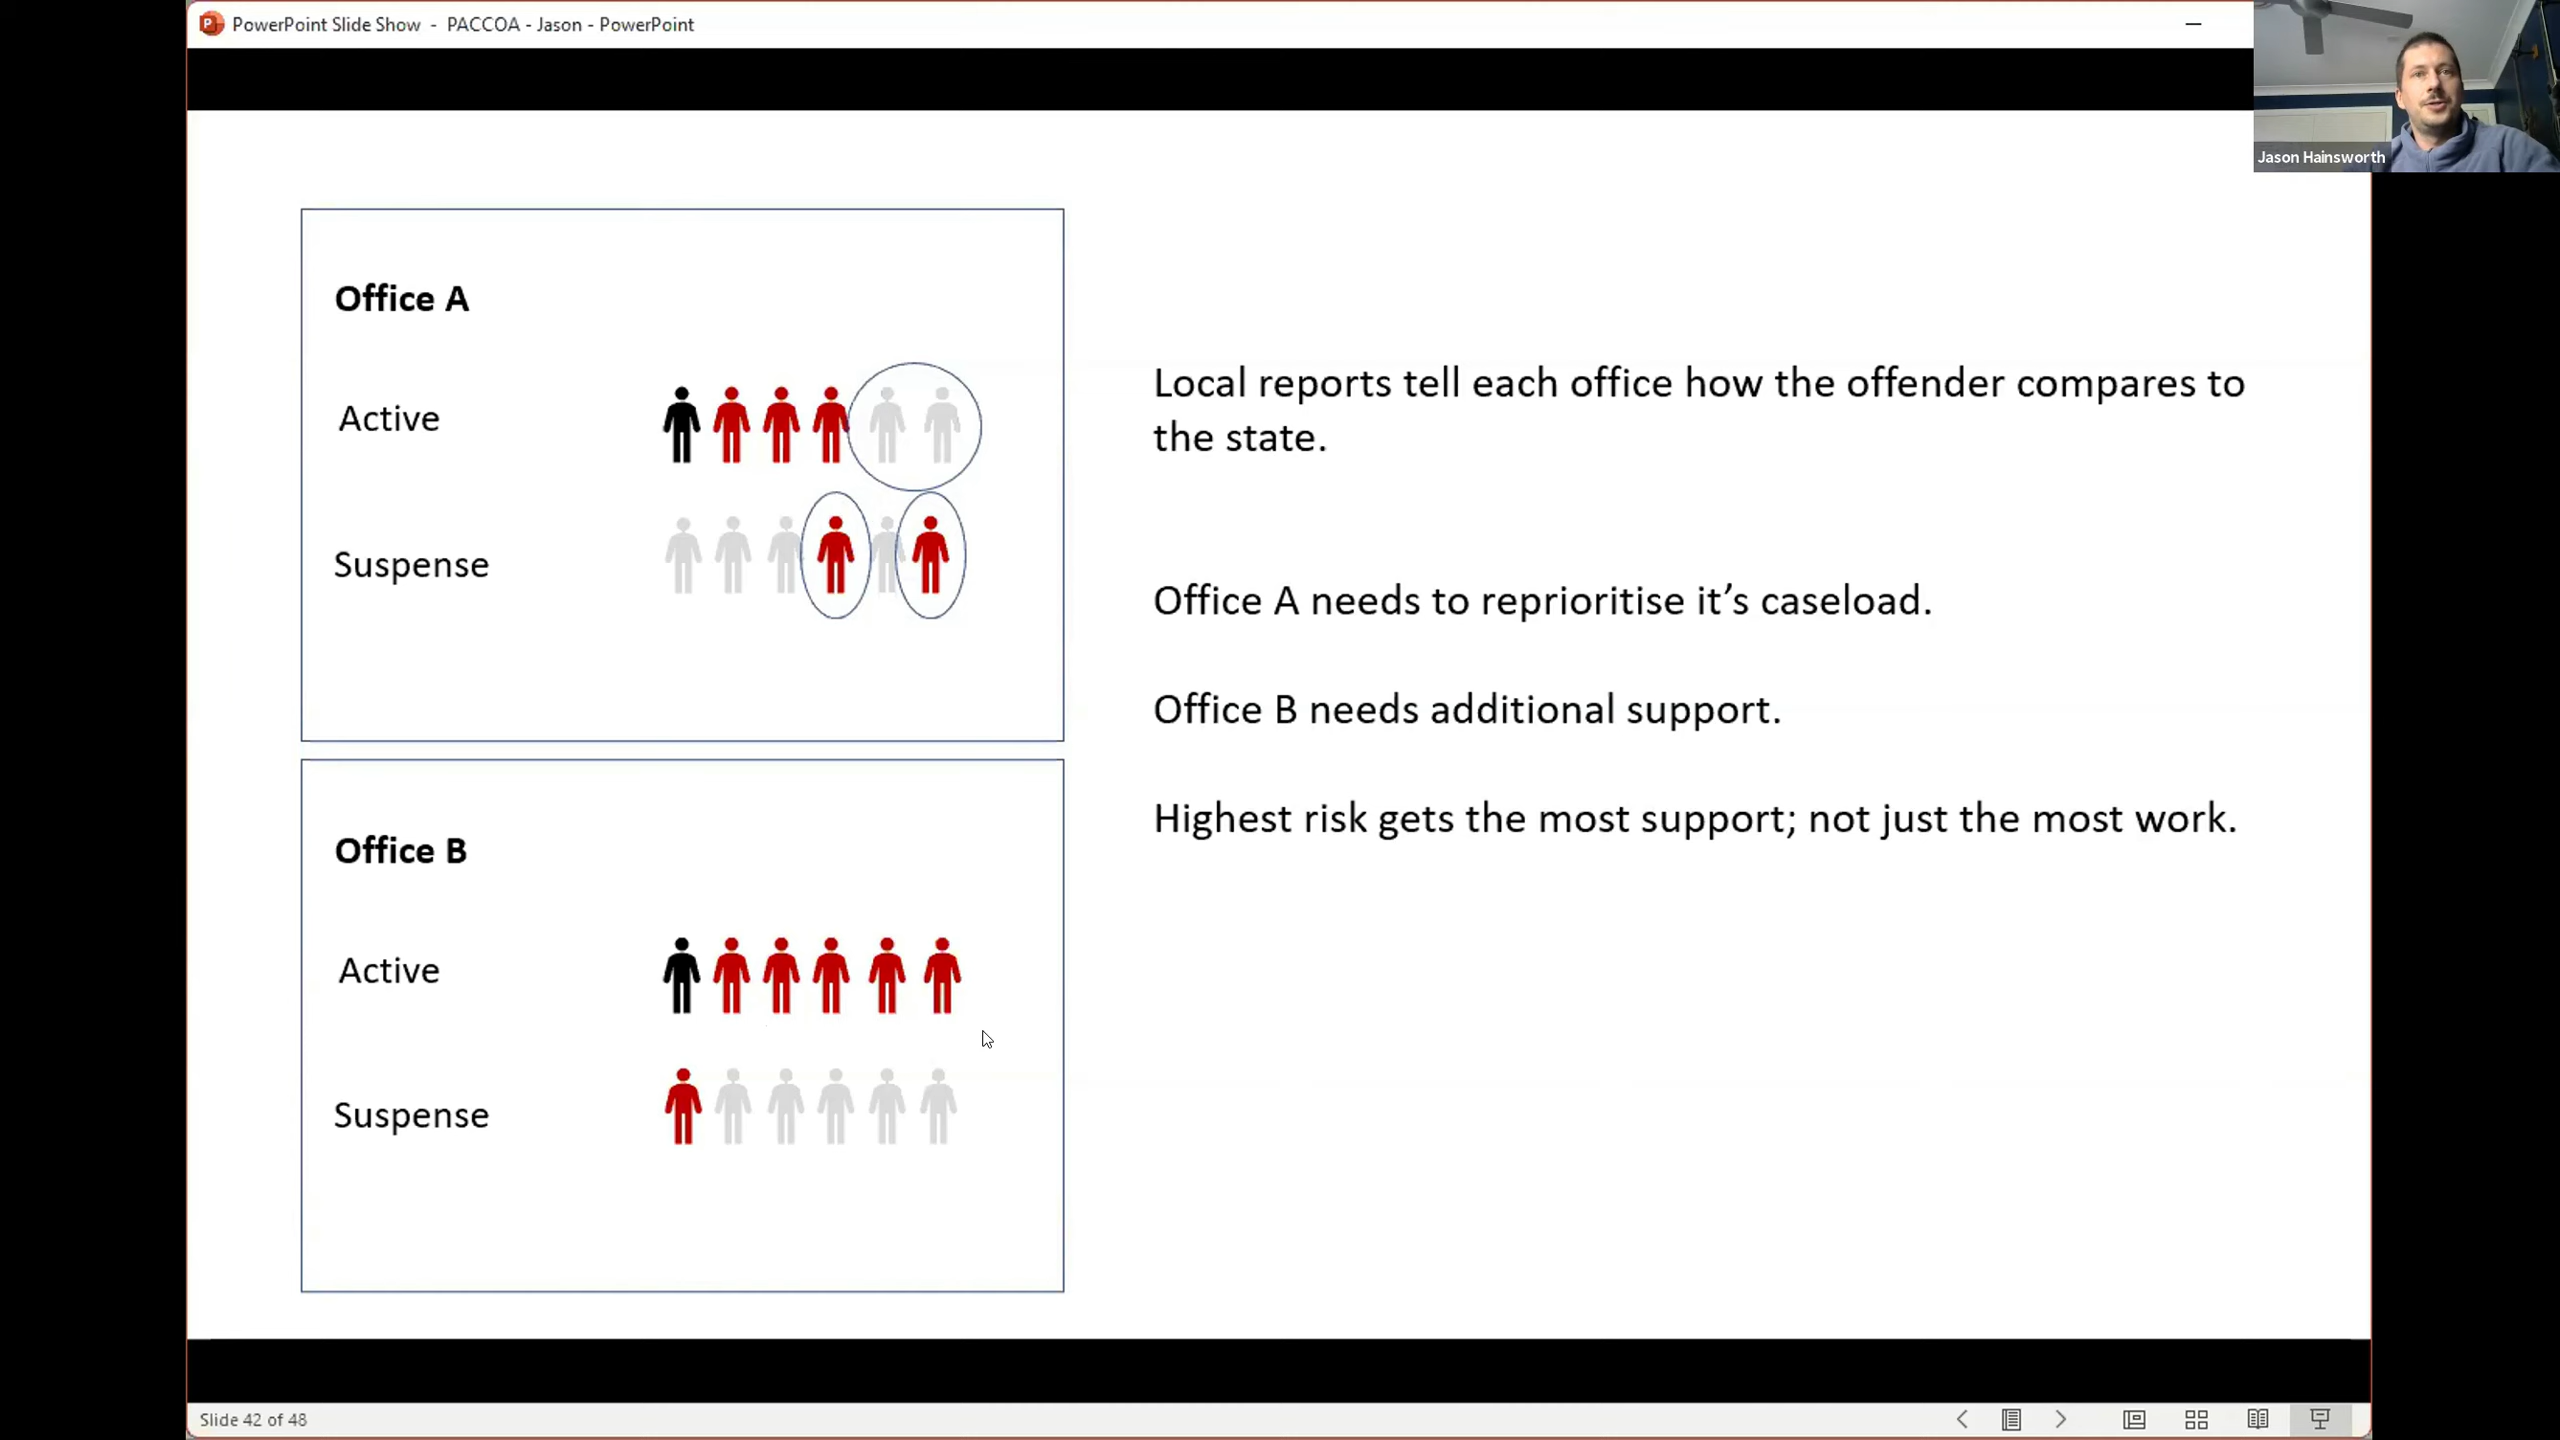 PowerPoint Slide Show - PACCOA - Jason - PowerPoint
Jason Hainsworth
Office A
Active
Suspense
Office B
Active
Suspense
Local reports tell each office how the offender compares to
the state.
Office A needs to reprioritise it’s caseload.
Office B needs additional support.
Highest risk gets the most support; not just the most work.
Slide 42 of 48